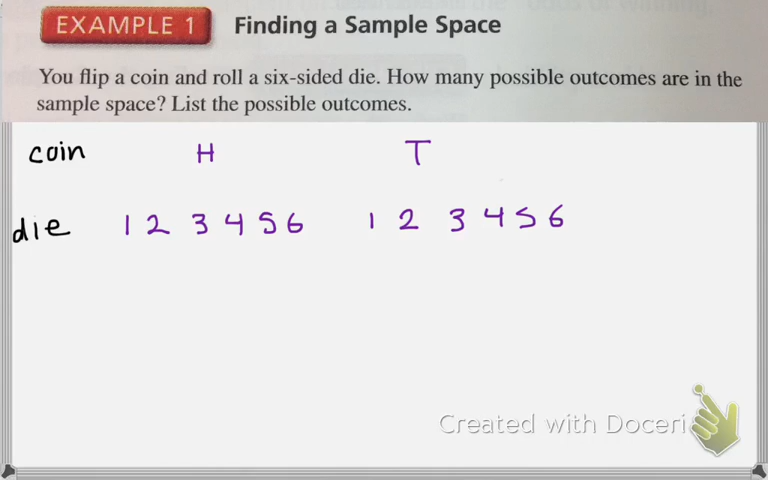 EXAMPLE 1 Finding a Sample Space
You flip a coin and roll a six-sided die. How many possible outcomes are in the
sample space? List the possible outcomes.
coin H T
die 1 2 3 4 5 6 1 2 3 4 5 6
Created with Doceri